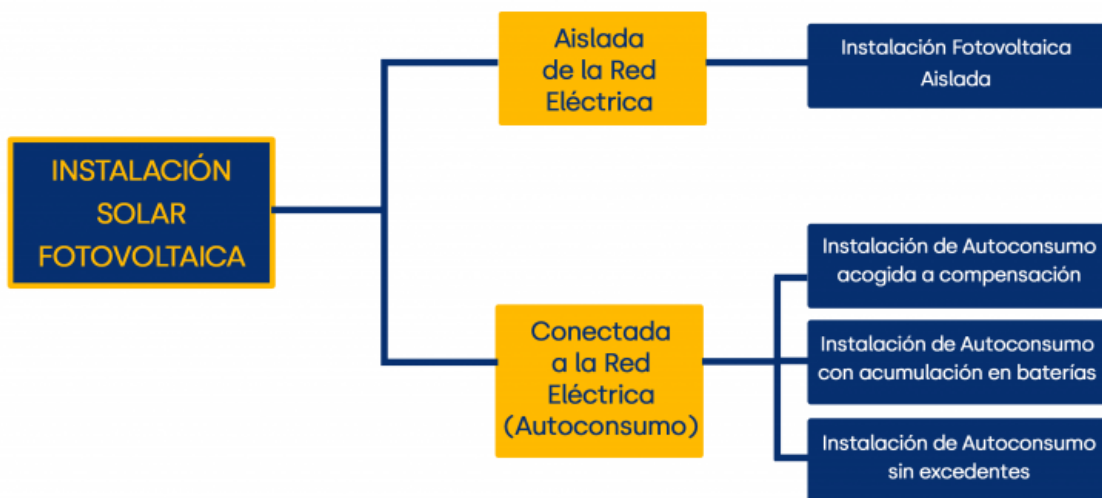 INSTALACIÓN
SOLAR
FOTOVOLTAICA
Aislada
de la Red
Eléctrica
Instalación Fotovoltaica
Aislada
Conectada
a la Red
Eléctrica
(Autoconsumo)
Instalación de Autoconsumo
acogida a compensación
Instalación de Autoconsumo
con acumulación en baterías
Instalación de Autoconsumo
sin excedentes